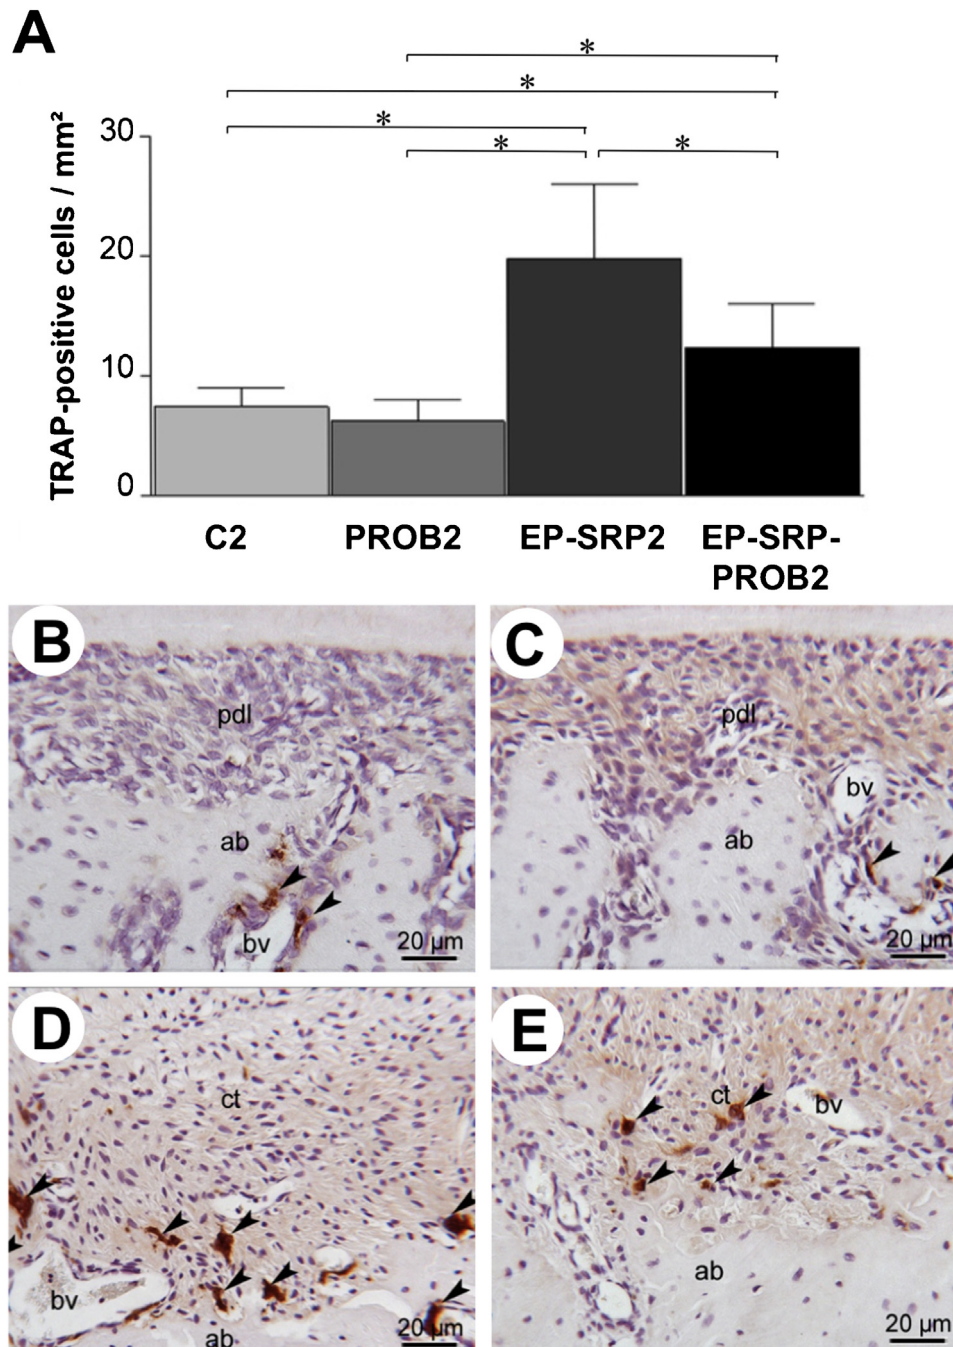 A
*
*
*
*
*
TRAP-positive cells / mm²
30
20
10
0
C2
PROB2
EP-SRP2
EP-SRP-
PROB2
B
pdl
ab
bv
20 µm
C
pdl
bv
ab
20 µm
D
ct
bv
ab
20 µm
E
ct
bv
ab
20 µm